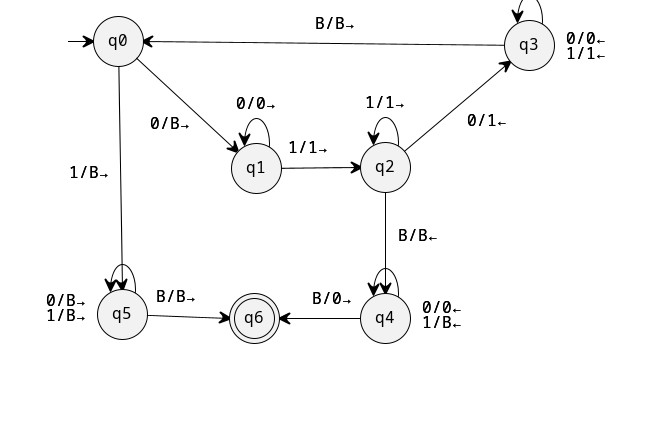 B/B→
q0
q3
0/0←
1/1←
0/0→
1/1→
0/B→
0/1←
1/1→
q1
q2
1/B→
B/B←
0/B→
1/B→
q5
B/B→
q6
B/0→
q4
0/0←
1/B←